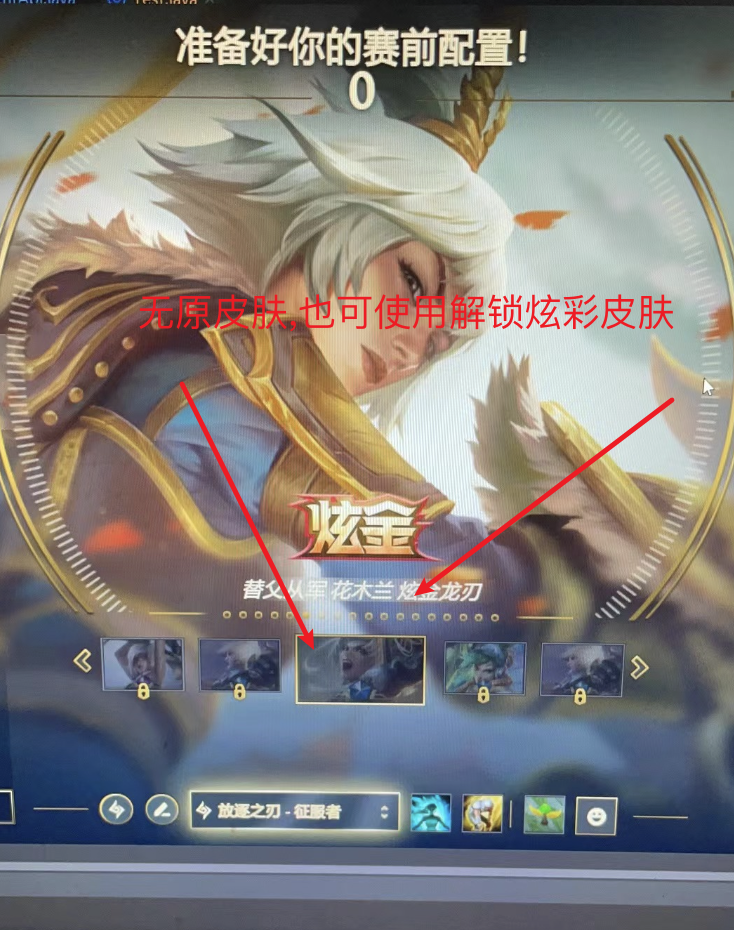 准备好你的赛前配置!
0
无原皮肤,也可使用解锁炫彩皮肤
炫金
替父从军 花木兰 炫金龙刃
放逐之刃 - 征服者